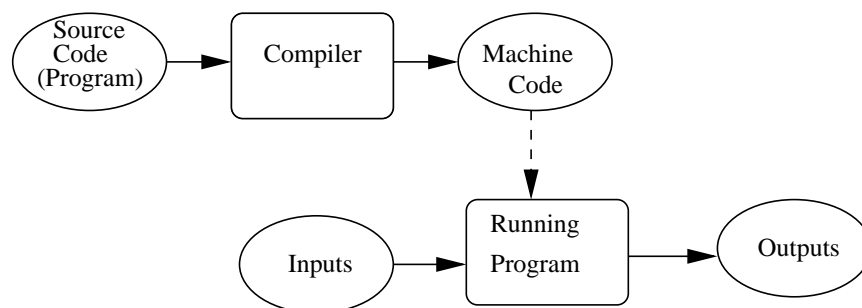 Source
Code
(Program)
Compiler
Machine
Code
Running
Program
Inputs
Outputs